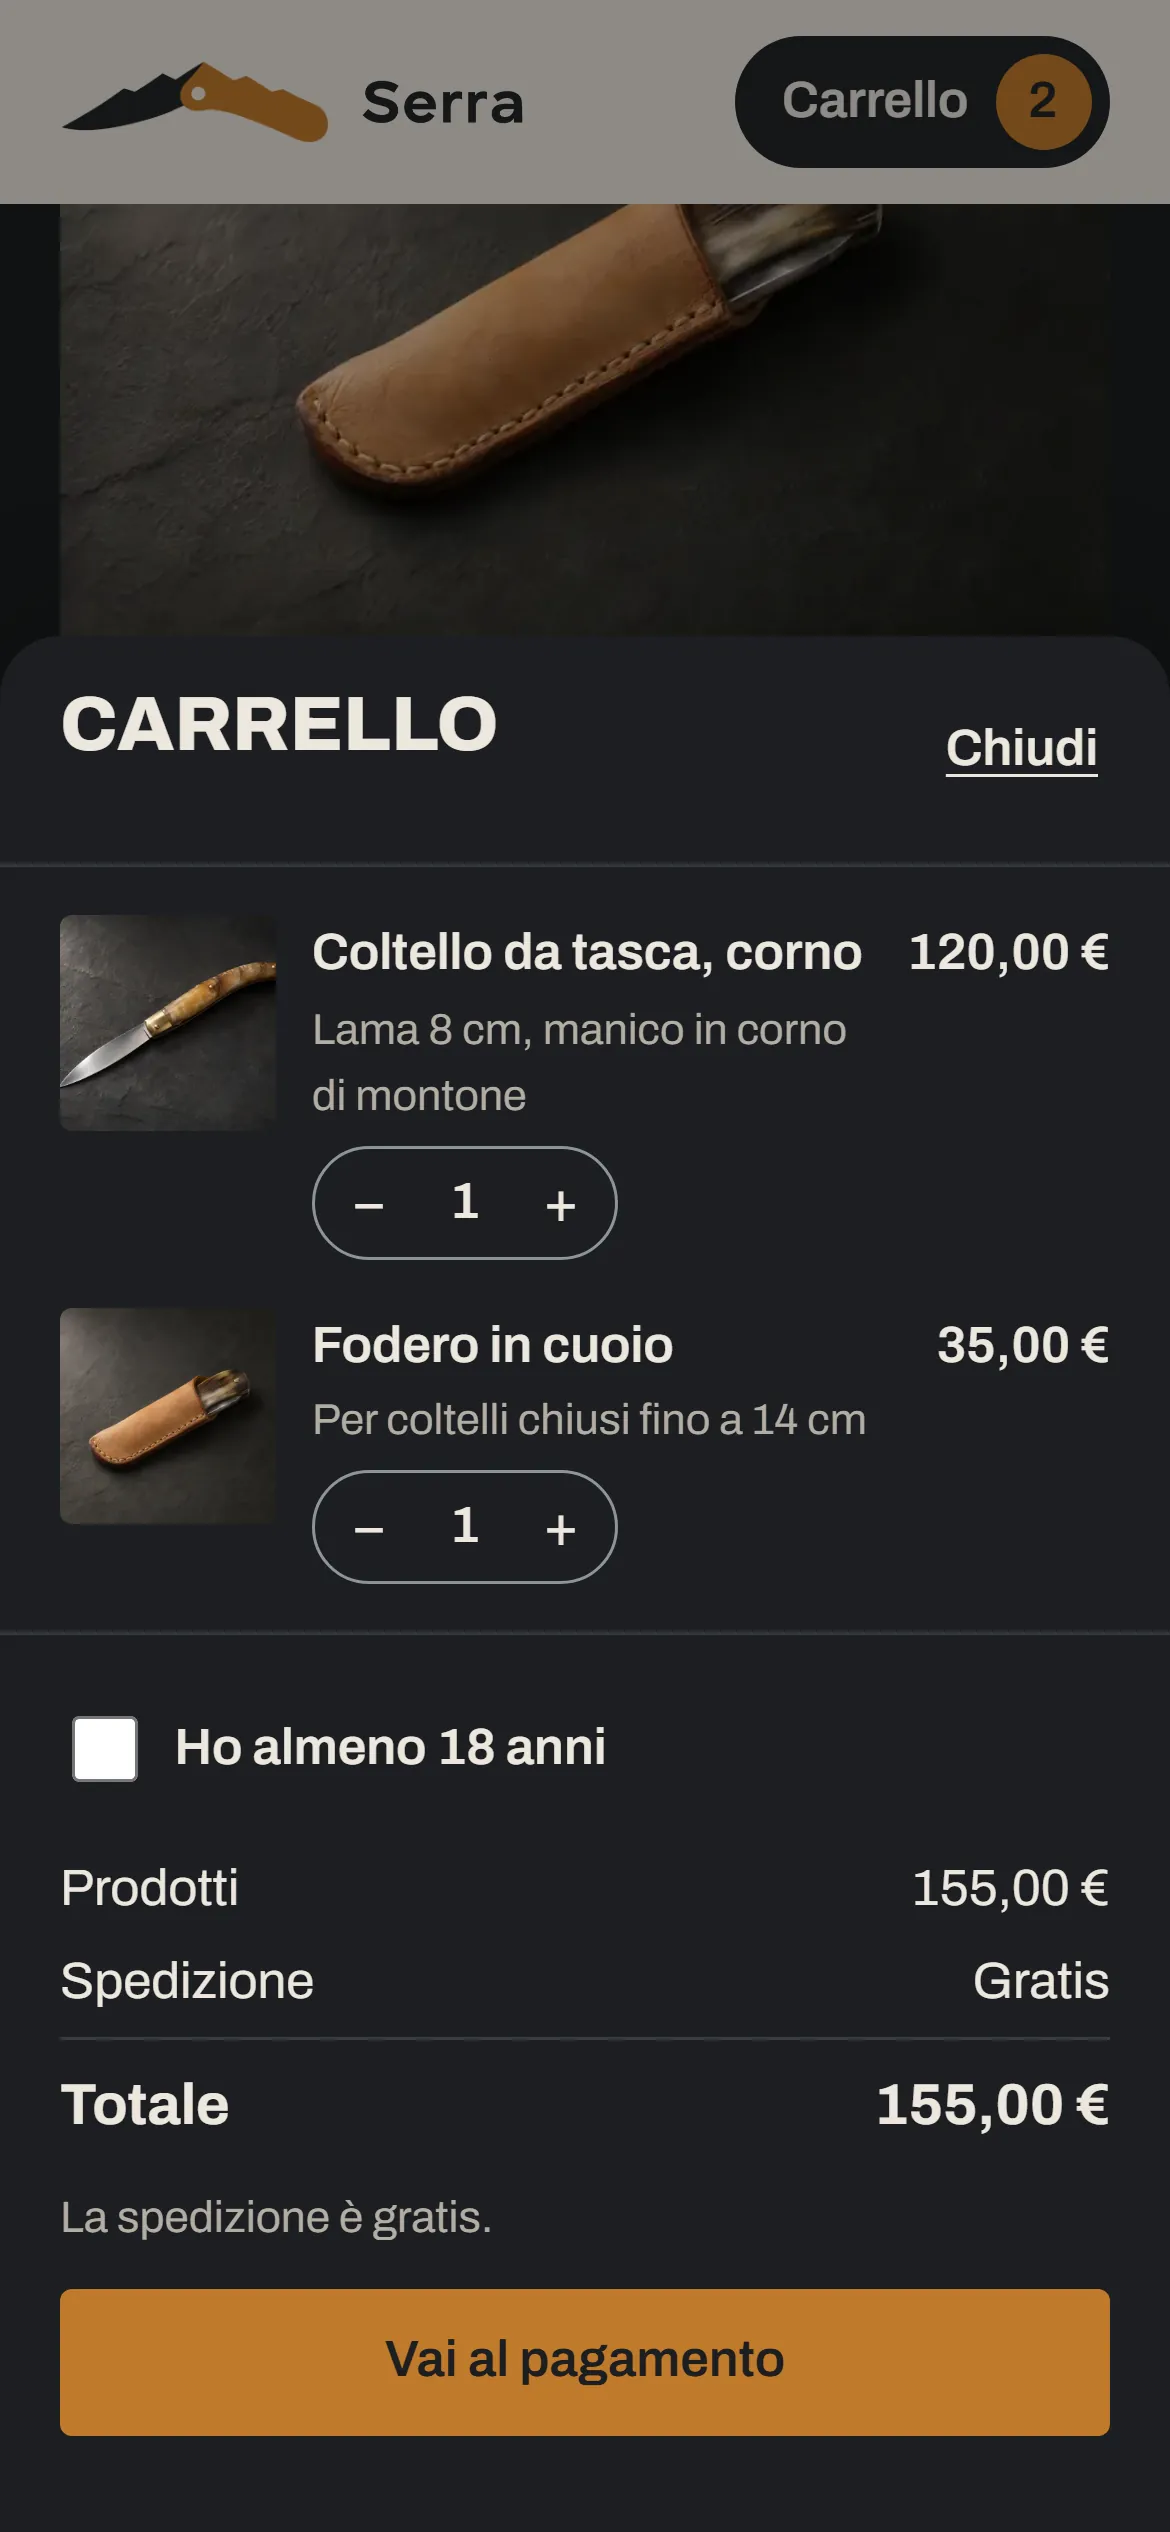 Serra
Carrello 2
CARRELLO
Chiudi
Coltello da tasca, corno 120,00 €
Lama 8 cm, manico in corno
di montone
– 1 +
Fodero in cuoio 35,00 €
Per coltelli chiusi fino a 14 cm
– 1 +
Ho almeno 18 anni
Prodotti 155,00 €
Spedizione Gratis
Totale 155,00 €
La spedizione è gratis.
Vai al pagamento